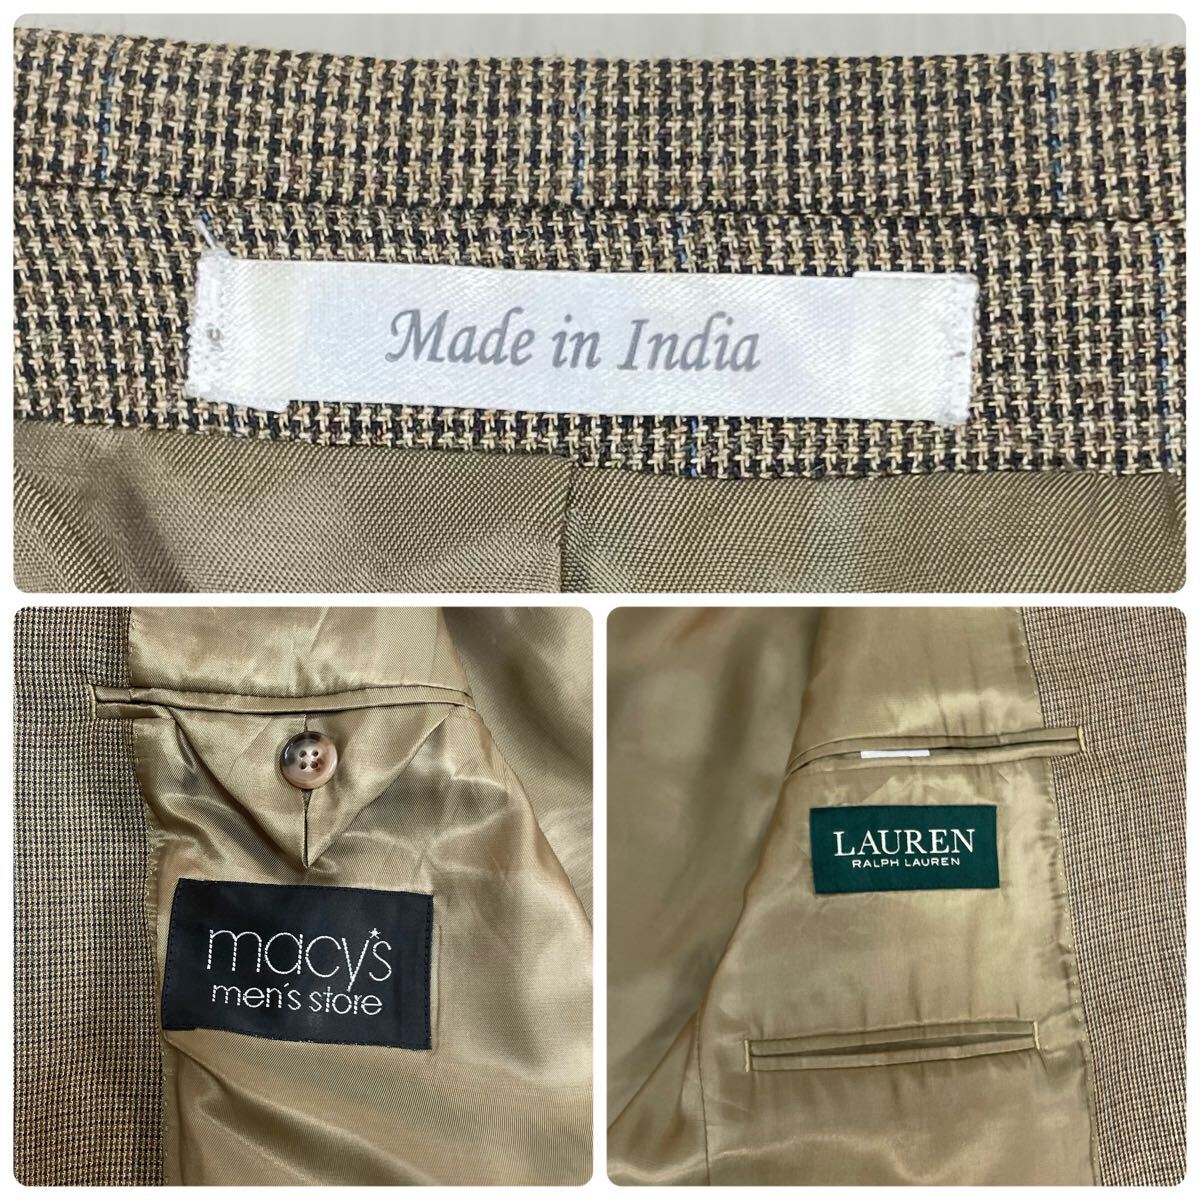 Made in India
macy's
men's store
LAUREN
RALPH LAUREN